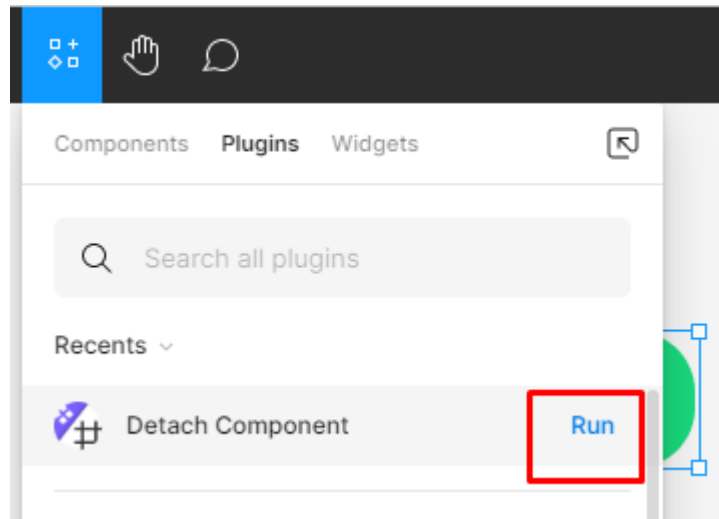 Components Plugins Widgets
Search all plugins
Recents
Detach Component Run